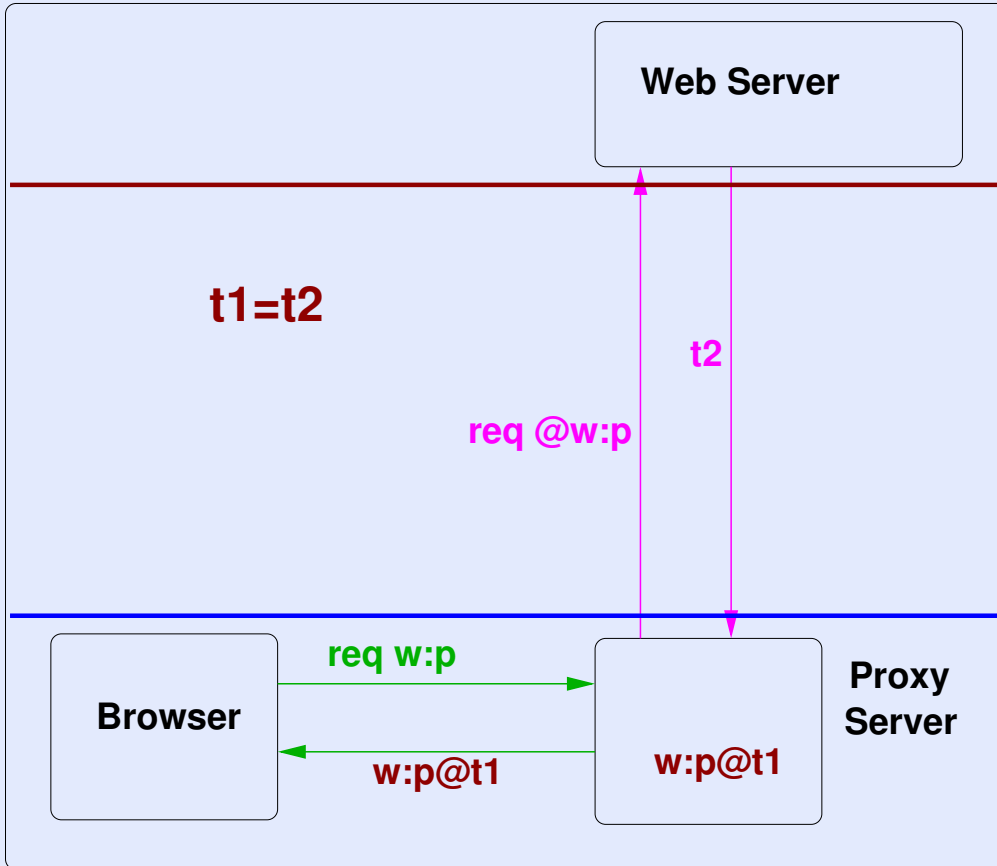 Web Server
t1=t2
t2
req @w:p
req w:p
Proxy
Server
Browser
w:p@t1
w:p@t1